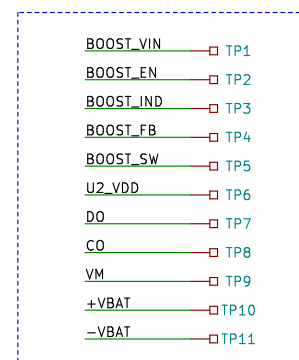 BOOST_VIN TP1
BOOST_EN TP2
BOOST_IND TP3
BOOST_FB TP4
BOOST_SW TP5
U2_VDD TP6
DO TP7
CO TP8
VM TP9
+VBAT TP10
−VBAT TP11